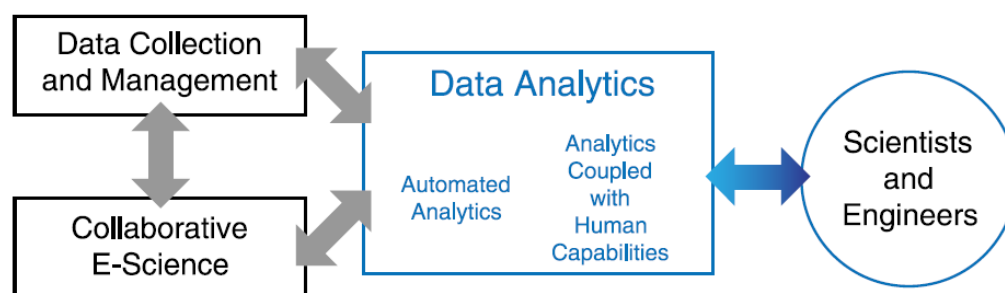 Data Collection
and Management
Collaborative
E-Science
Data Analytics
Automated
Analytics
Analytics
Coupled
with
Human
Capabilities
Scientists
and
Engineers